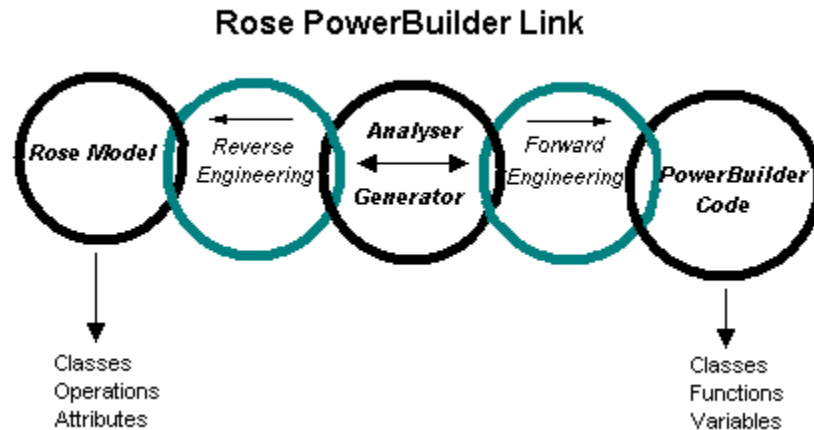 Rose PowerBuilder Link
Rose Model
Reverse
Engineering
Analyser
Generator
Forward
Engineering
PowerBuilder
Code
Classes
Operations
Attributes
Classes
Functions
Variables